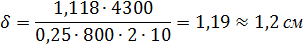 δ = 1,118 · 4300 / 0,25 · 800 · 2 · 10 = 1,19 ≈ 1,2 см